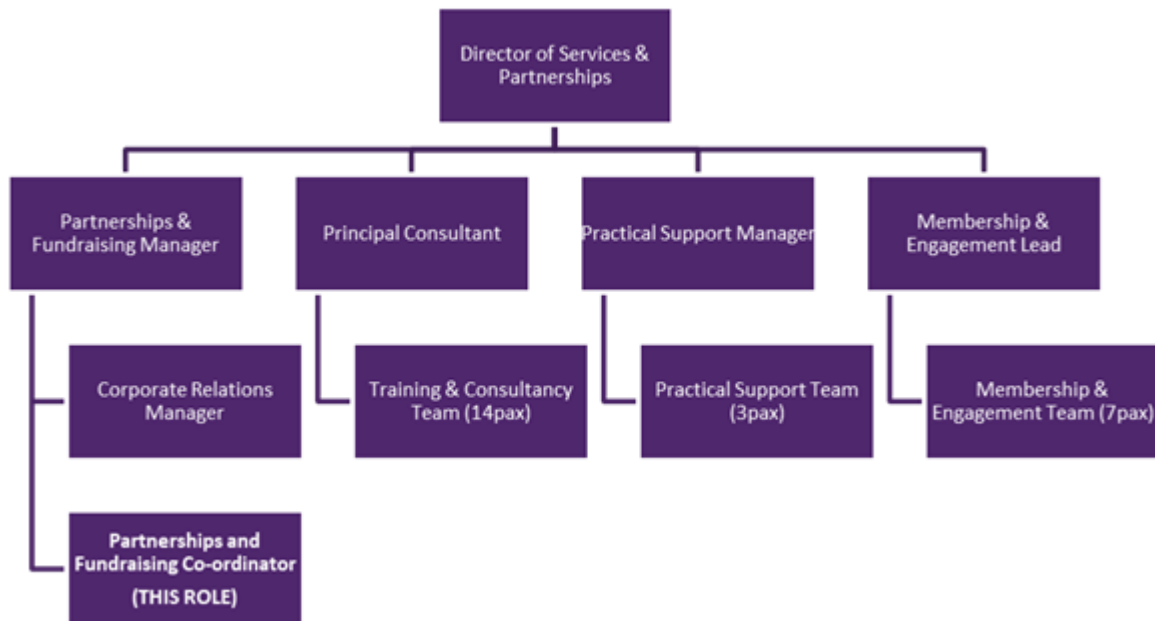 Director of Services &
Partnerships
Partnerships &
Fundraising Manager
Principal Consultant
Practical Support Manager
Membership &
Engagement Lead
Corporate Relations
Manager
Training & Consultancy
Team (14pax)
Practical Support Team
(3pax)
Membership &
Engagement Team (7pax)
Partnerships and
Fundraising Co-ordinator
(THIS ROLE)